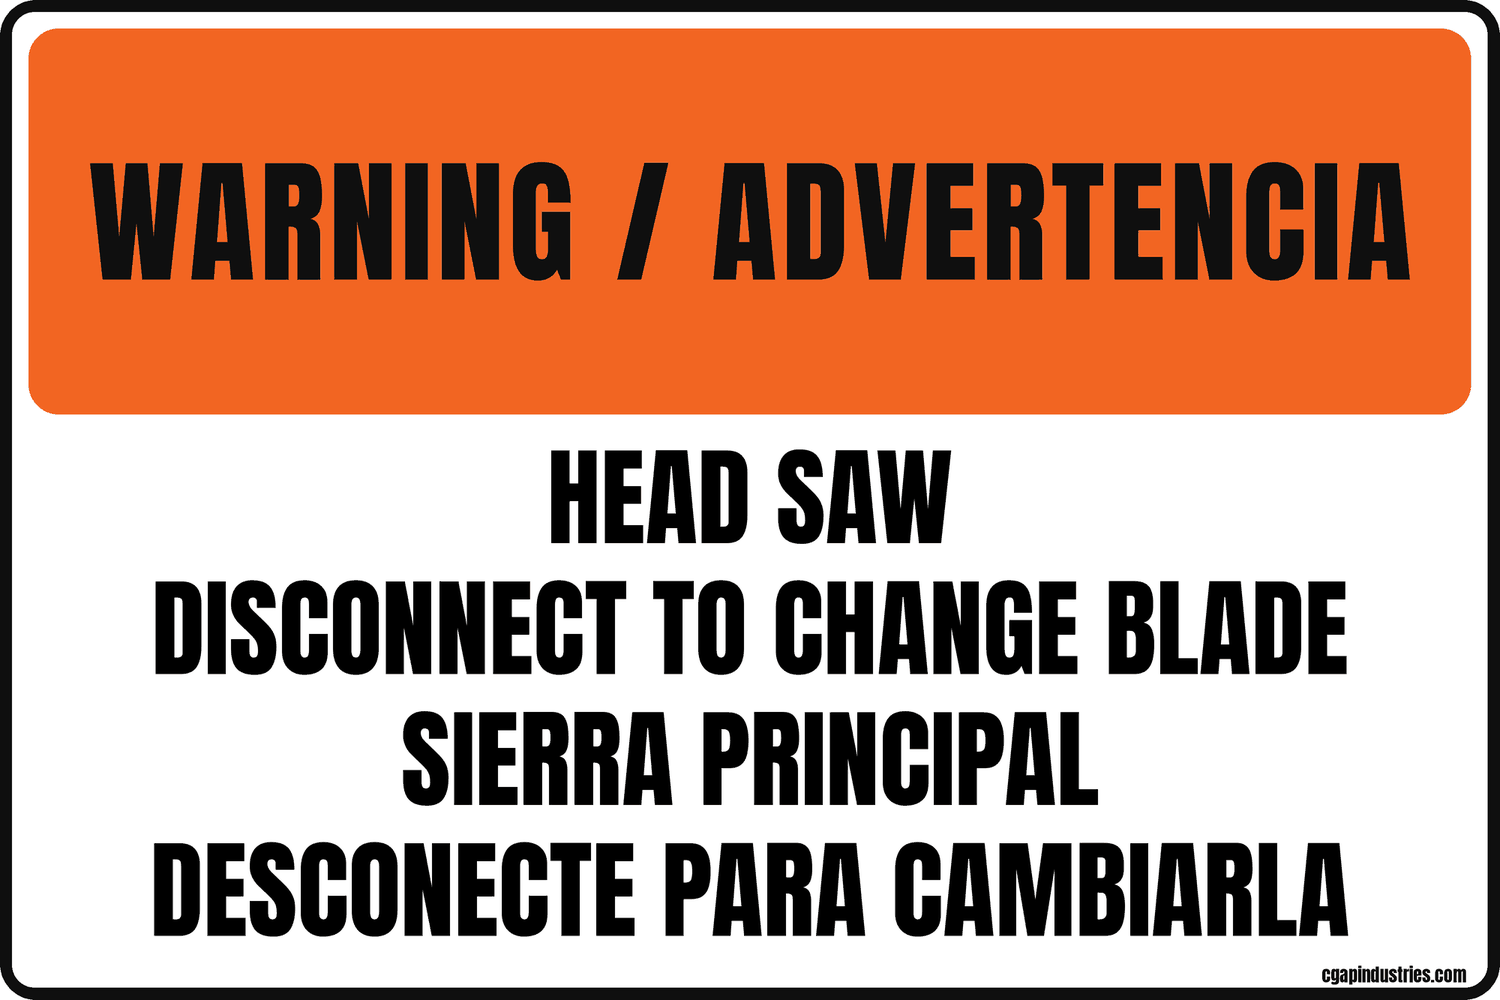 WARNING / ADVERTENCIA
HEAD SAW
DISCONNECT TO CHANGE BLADE
SIERRA PRINCIPAL
DESCONECTE PARA CAMBIARLA
cgapindustries.com